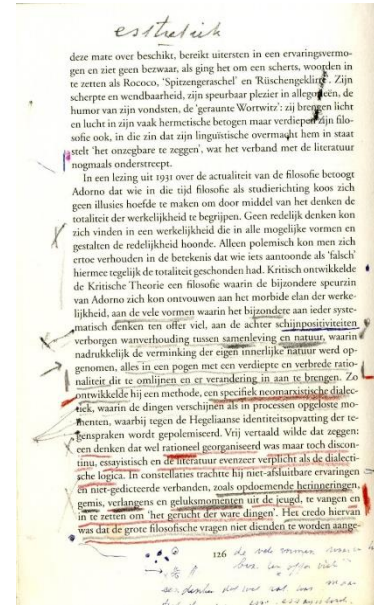 esthetiek
deze mate over beschikt, bereikt uitersten in een ervaringsvermo-
gen en ziet geen bezwaar, als ging het om een scherts, woorden in
te zetten als Rococo, 'Spitzengeraschel' en 'Rüschengeklirr'. Zijn
scherpte en wendbaarheid, zijn speurbaar plezier in allegorieën, de
humor van zijn vondsten, de 'geraunte Wortwitz': zij brengen licht
en lucht in zijn vaak hermetische betogen maar verdiepen zijn filo-
sofie ook, in die zin dat zijn linguïstische overmacht hem in staat
stelt 'het onzegbare te zeggen', wat het verband met de literatuur
nogmaals onderstreept.
In een lezing uit 1931 over de actualiteit van de filosofie betoogt
Adorno dat wie in die tijd filosofie als studierichting koos zich
geen illusies hoefde te maken om door middel van het denken de
totaliteit der werkelijkheid te begrijpen. Geen redelijk denken kon
zich vinden in een werkelijkheid die in alle mogelijke vormen en
gestalten de redelijkheid hoonde. Alleen polemisch kon men zich
ertoe verhouden in de betekenis dat wie iets aantoonde als 'falsch'
hiermee tegelijk de totaliteit geschonden had. Kritisch ontwikkelde
de Kritische Theorie een filosofie waarin de bijzondere speurzin
van Adorno zich kon ontvouwen aan het morbide elan der werke-
lijkheid, aan de vele vormen waarin het bijzondere aan ieder syste-
matisch denken ten offer viel, aan de achter schijnpositiviteiten
verborgen wanverhouding tussen samenleving en natuur, waarin
nadrukkelijk de verminking der eigen innerlijke natuur werd op-
genomen, alles in een pogen met een verdiepte en verbrede ratio-
naliteit dit te omlijnen en er verandering in aan te brengen. Zo
ontwikkelde hij een methode, een specifiek neomarxistische dialec-
tiek, waarin de dingen verschijnen als in processen opgeloste mo-
menten, waarbij tegen de Hegeliaanse identiteitsopvatting der te-
genspraken wordt gepolemiseerd. Vrij vertaald wilde dat zeggen:
een denken dat wel rationeel georganiseerd was maar toch discon-
tinu, essayistisch en de literatuur evenzeer verplicht als de dialecti-
sche logica. In constellaties trachtte hij niet-afsluitbare ervaringen
en niet-gedicteerde verbanden, zoals opdoemende herinneringen,
gemis, verlangens en geluksmomenten uit de jeugd, te vangen en
in te zetten om 'het gerucht der ware dingen'. Het credo hiervan
was dat de grote filosofische vragen niet dienden te worden aange-
126
de vele vormen waarin